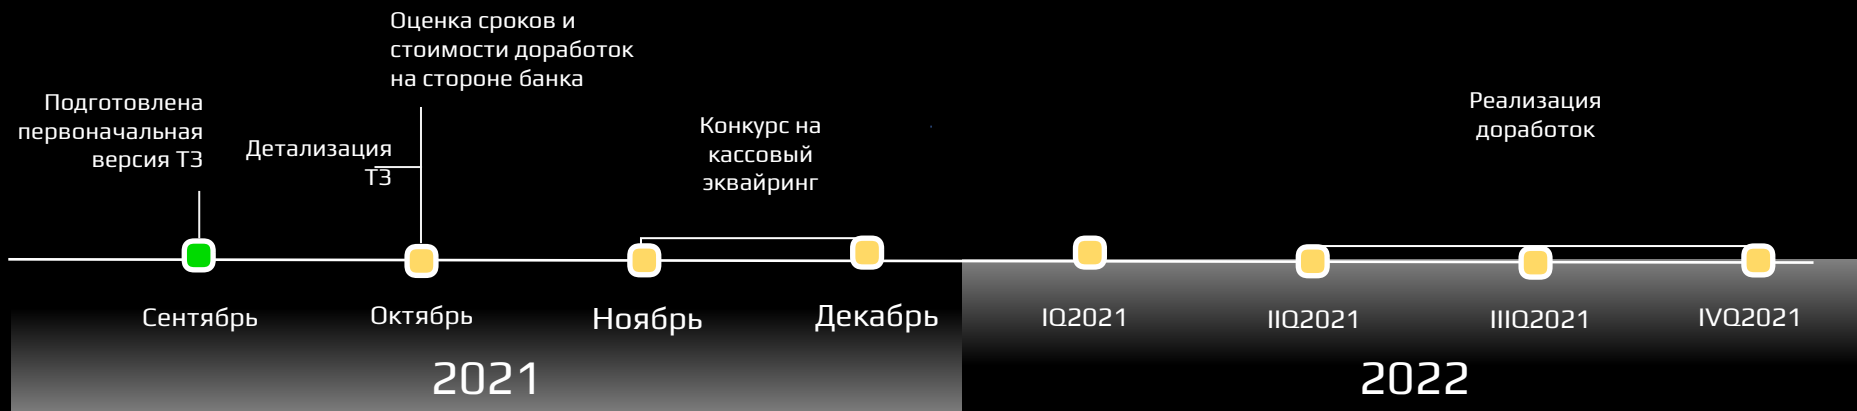 Оценка сроков и
стоимости доработок
на стороне банка
Подготовлена
первоначальная
версия ТЗ
Детализация
ТЗ
Конкурс на
кассовый
эквайринг
Реализация
доработок
Сентябрь
Октябрь
Ноябрь
Декабрь
IQ2021
IIQ2021
IIIQ2021
IVQ2021
2021
2022